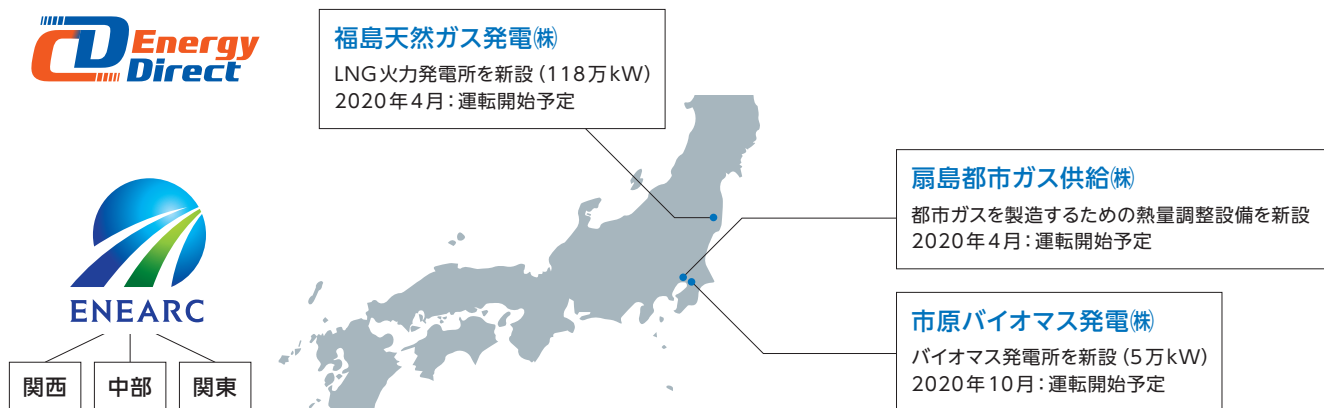 CD Energy
Direct
福島天然ガス発電㈱
LNG火力発電所を新設（118万kW）
2020年4月：運転開始予定
扇島都市ガス供給㈱
都市ガスを製造するための熱量調整設備を新設
2020年4月：運転開始予定
ENEARC
関西
中部
関東
市原バイオマス発電㈱
バイオマス発電所を新設（5万kW）
2020年10月：運転開始予定